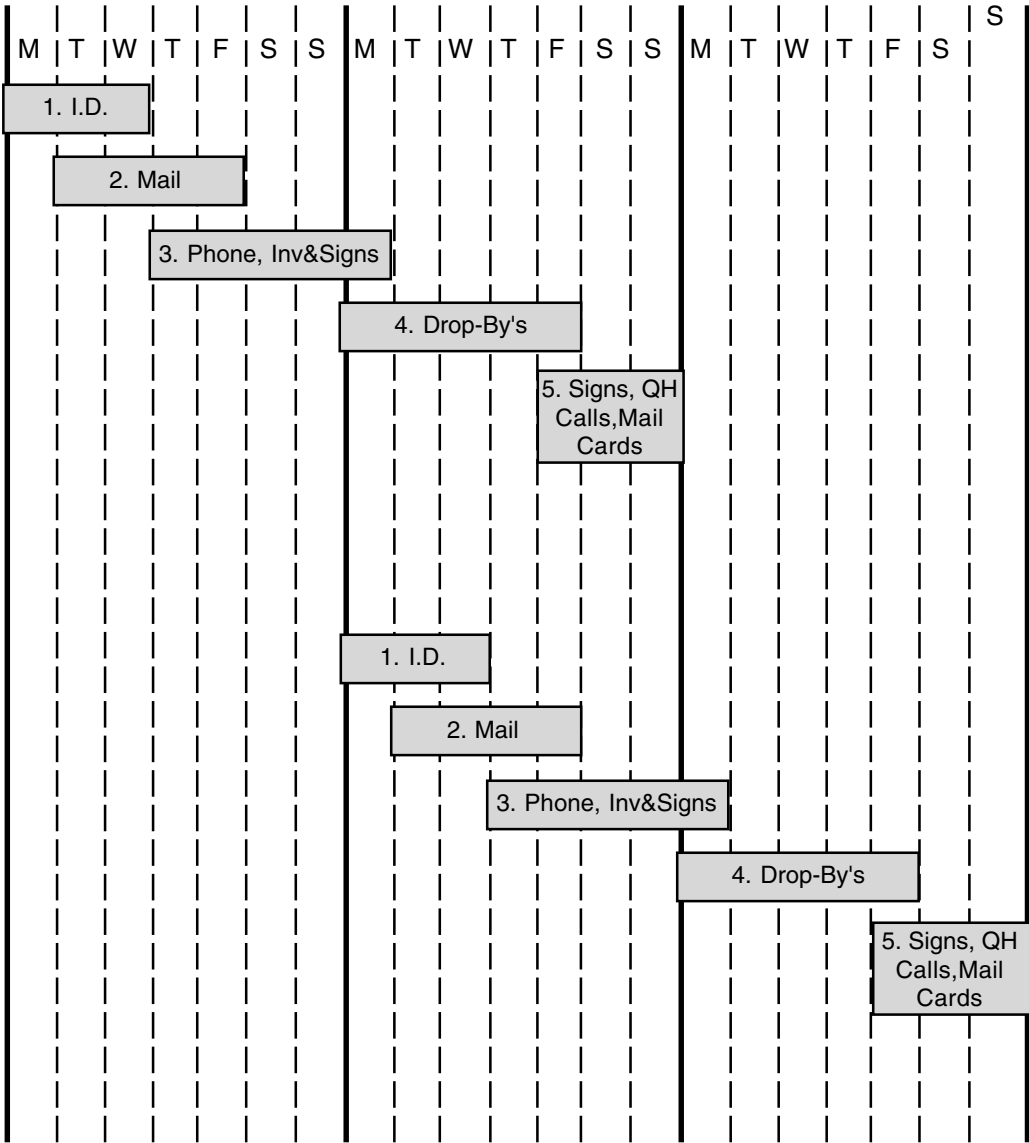 S
M T W T F S S M T W T F S S M T W T F S
1. I.D.
2. Mail
3. Phone, Inv&Signs
4. Drop-By's
5. Signs, QH
Calls,Mail
Cards
1. I.D.
2. Mail
3. Phone, Inv&Signs
4. Drop-By's
5. Signs, QH
Calls,Mail
Cards